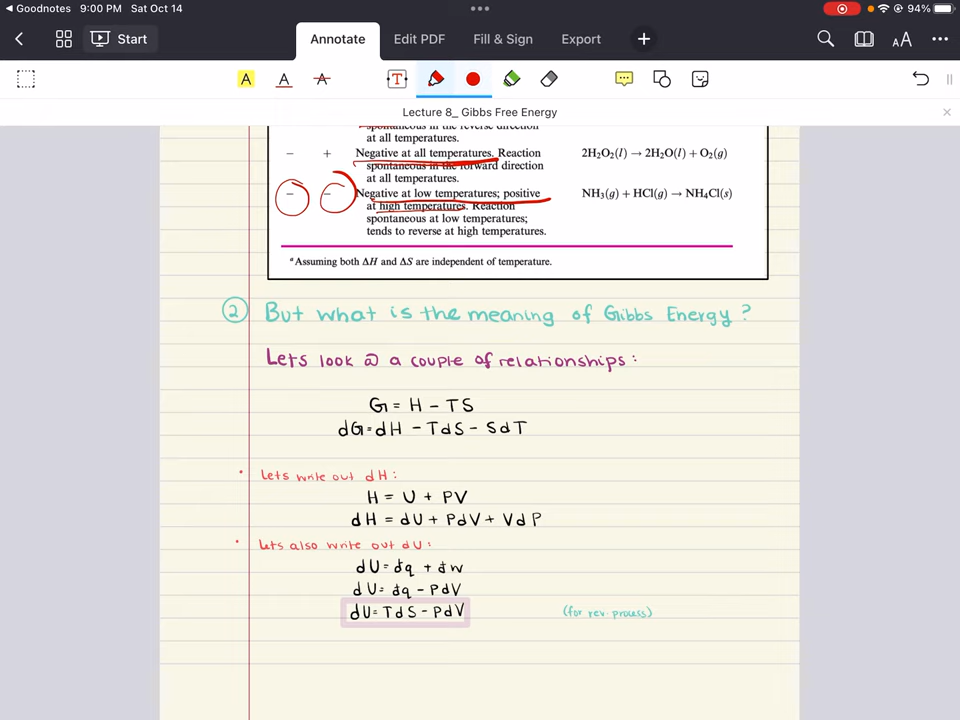 ◀ Goodnotes 9:00 PM Sat Oct 14 94%
Start Annotate Edit PDF Fill & Sign Export
A A A T AA
Lecture 8_ Gibbs Free Energy
spontaneous in the reverse direction
at all temperatures.
− + Negative at all temperatures. Reaction 2H₂O₂(l) → 2H₂O(l) + O₂(g)
spontaneous in the forward direction
at all temperatures.
− − Negative at low temperatures; positive NH₃(g) + HCl(g) → NH₄Cl(s)
at high temperatures. Reaction
spontaneous at low temperatures;
tends to reverse at high temperatures.
ᵃAssuming both ΔH and ΔS are independent of temperature.
② But what is the meaning of Gibbs Energy?
Lets look @ a couple of relationships:
G = H − TS
dG = dH − TdS − SdT
• Lets write out dH:
H = U + PV
dH = dU + PdV + VdP
• Lets also write out dU:
dU = đq + đw
dU = đq − PdV
dU = TdS − PdV (for rev. process)